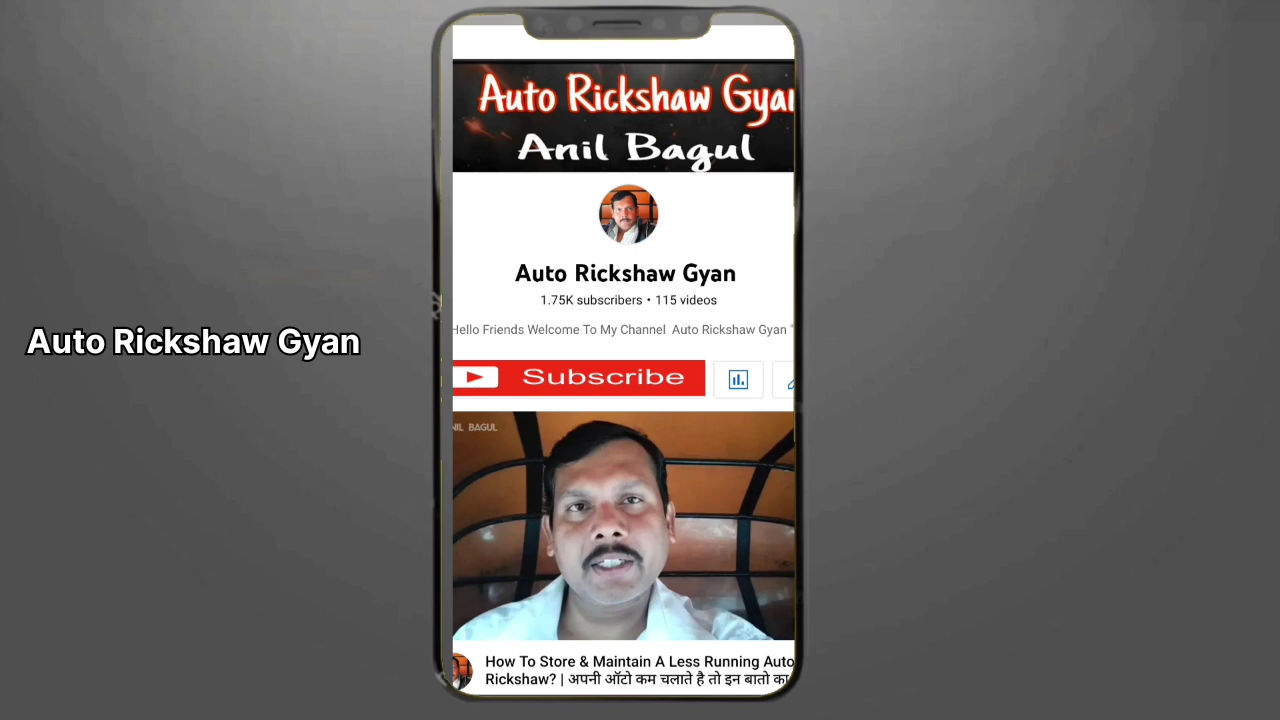 Auto Rickshaw Gyan
Anil Bagul
Auto Rickshaw Gyan
1.75K subscribers • 115 videos
Hello Friends Welcome To My Channel Auto Rickshaw Gyan "
Auto Rickshaw Gyan
Subscribe
NIL BAGUL
How To Store & Maintain A Less Running Auto
Rickshaw? | अपनी ऑटो कम चलाते है तो इन बातो का